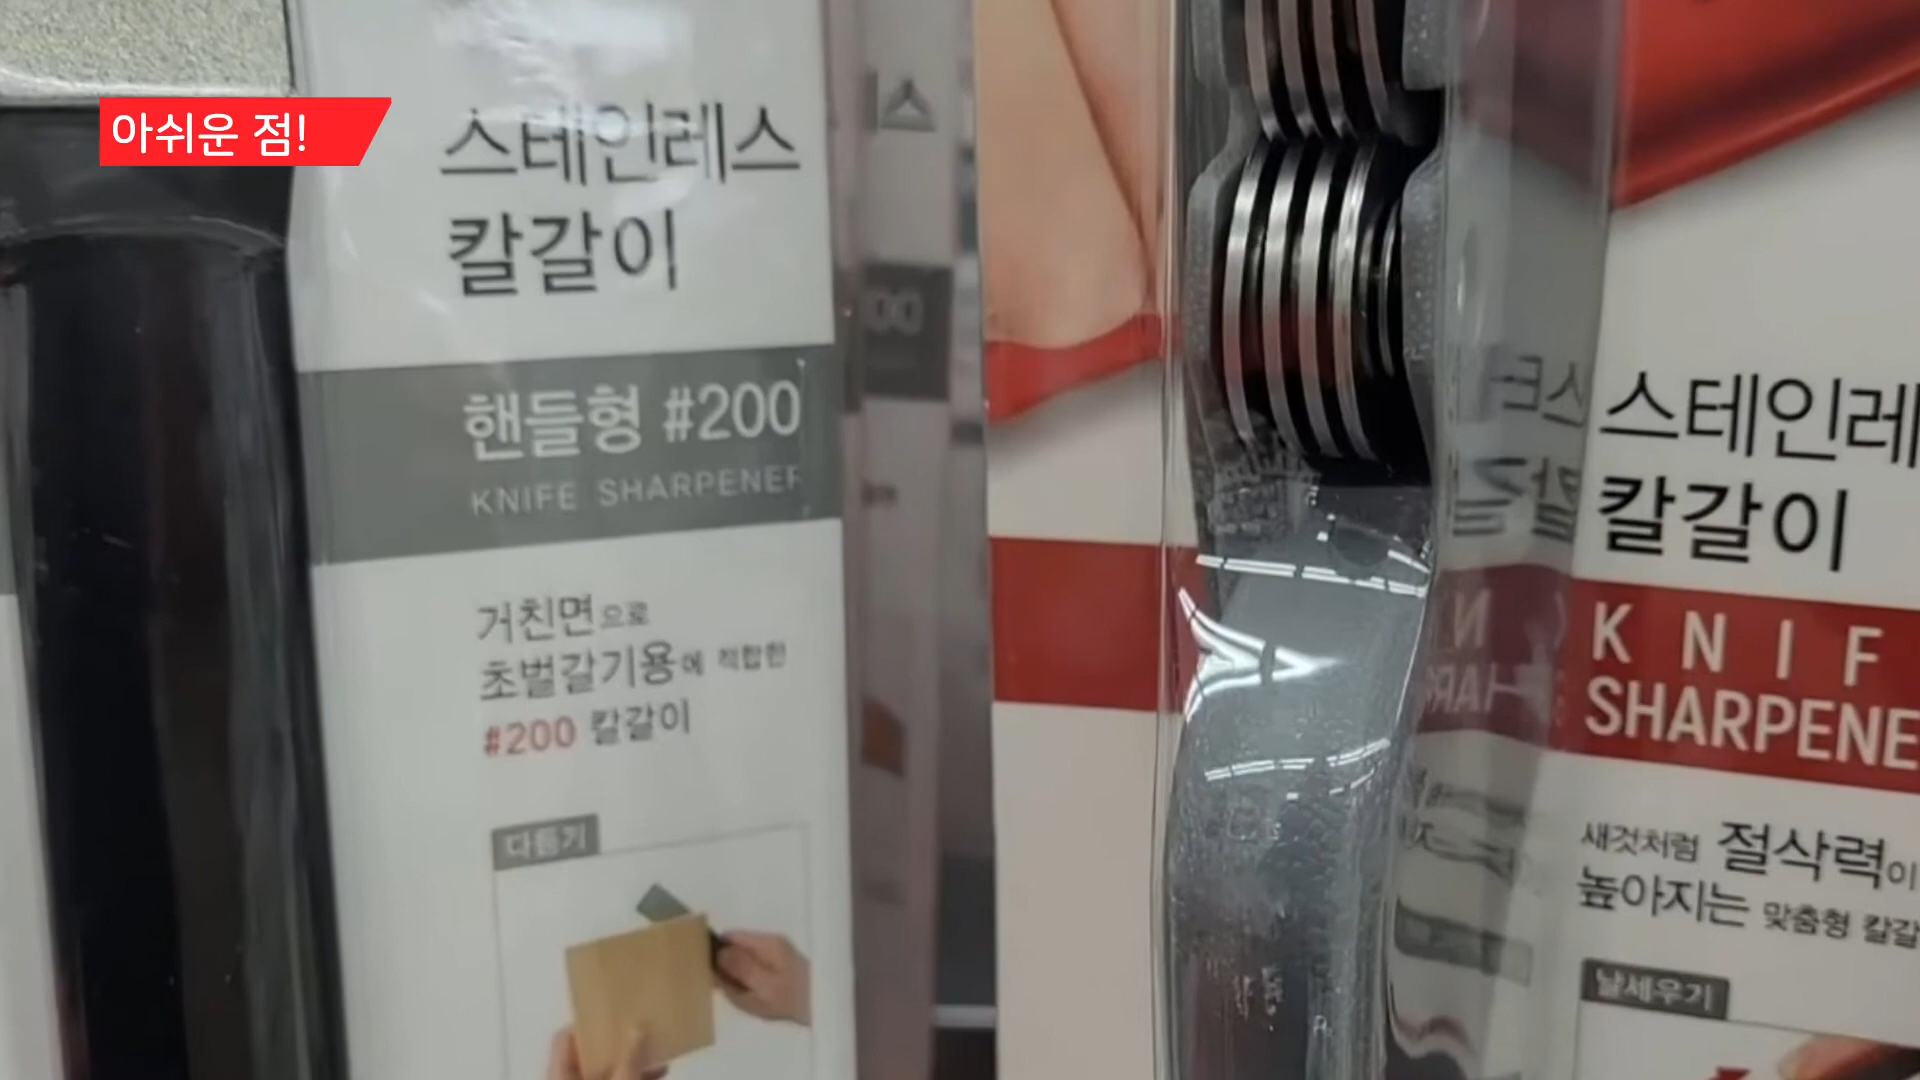 아쉬운 점!
스테인레스
칼갈이
핸들형 #200
KNIFE SHARPENER
거친면으로
초벌갈기용에 적합한
#200 칼갈이
다듬기
스
00
스테인레
칼갈이
KNIF
SHARPENE
새것처럼 절삭력이
높아지는 맞춤형 칼갈
날세우기